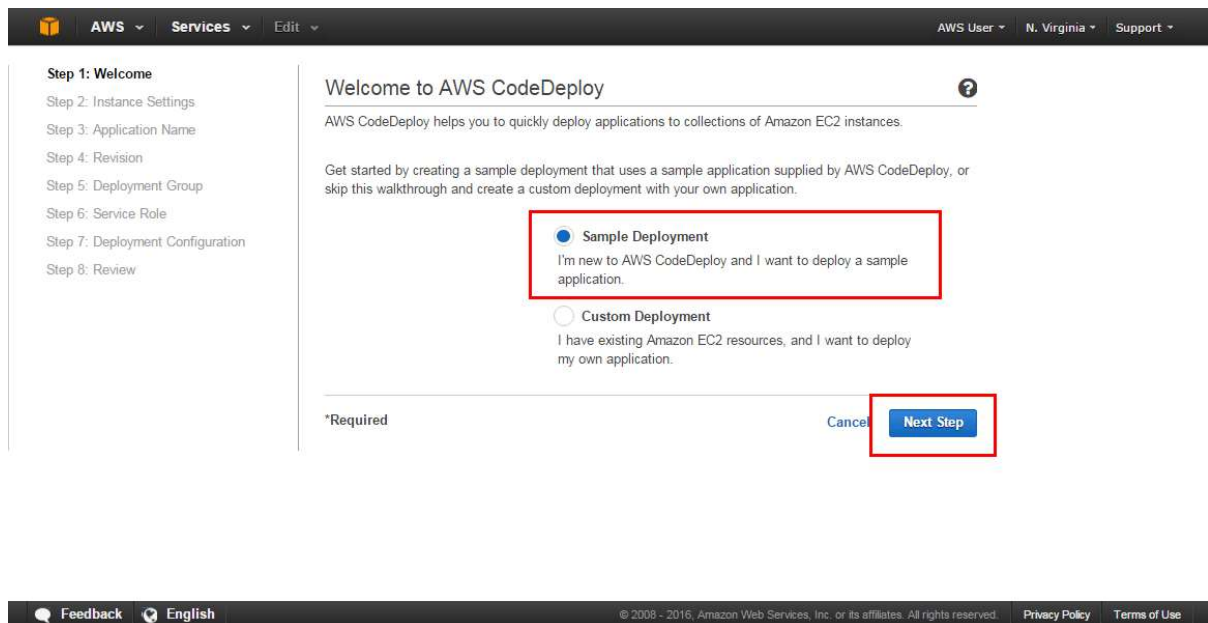 AWS Services Edit AWS User N. Virginia Support
Step 1: Welcome
Step 2: Instance Settings
Step 3: Application Name
Step 4: Revision
Step 5: Deployment Group
Step 6: Service Role
Step 7: Deployment Configuration
Step 8: Review
Welcome to AWS CodeDeploy
AWS CodeDeploy helps you to quickly deploy applications to collections of Amazon EC2 instances.
Get started by creating a sample deployment that uses a sample application supplied by AWS CodeDeploy, or
skip this walkthrough and create a custom deployment with your own application.
Sample Deployment
I'm new to AWS CodeDeploy and I want to deploy a sample
application.
Custom Deployment
I have existing Amazon EC2 resources, and I want to deploy
my own application.
*Required Cancel Next Step
Feedback English © 2008 - 2016, Amazon Web Services, Inc. or its affiliates. All rights reserved. Privacy Policy Terms of Use